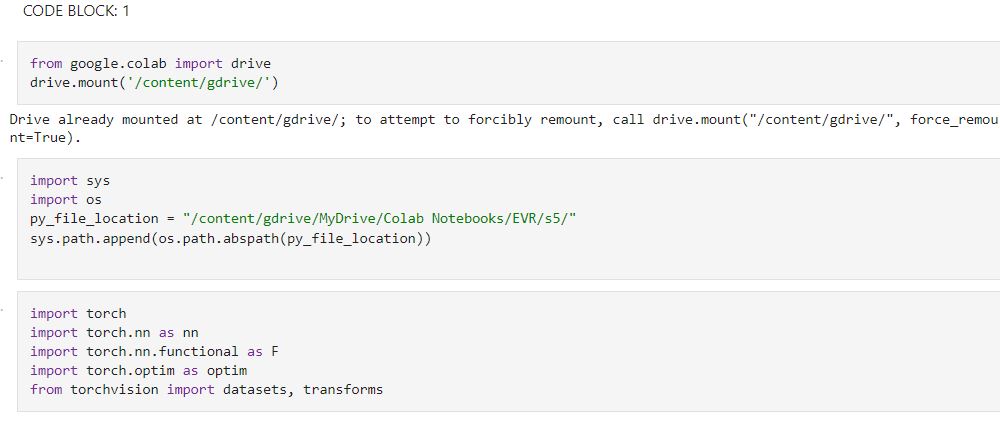 CODE BLOCK: 1
from google.colab import drive
drive.mount('/content/gdrive/')
Drive already mounted at /content/gdrive/; to attempt to forcibly remount, call drive.mount("/content/gdrive/", force_remou
nt=True).
import sys
import os
py_file_location = "/content/gdrive/MyDrive/Colab Notebooks/EVR/s5/"
sys.path.append(os.path.abspath(py_file_location))
import torch
import torch.nn as nn
import torch.nn.functional as F
import torch.optim as optim
from torchvision import datasets, transforms